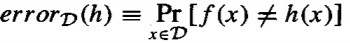 error_𝒟(h) ≡ Pr_{x∈𝒟}[f(x) ≠ h(x)]